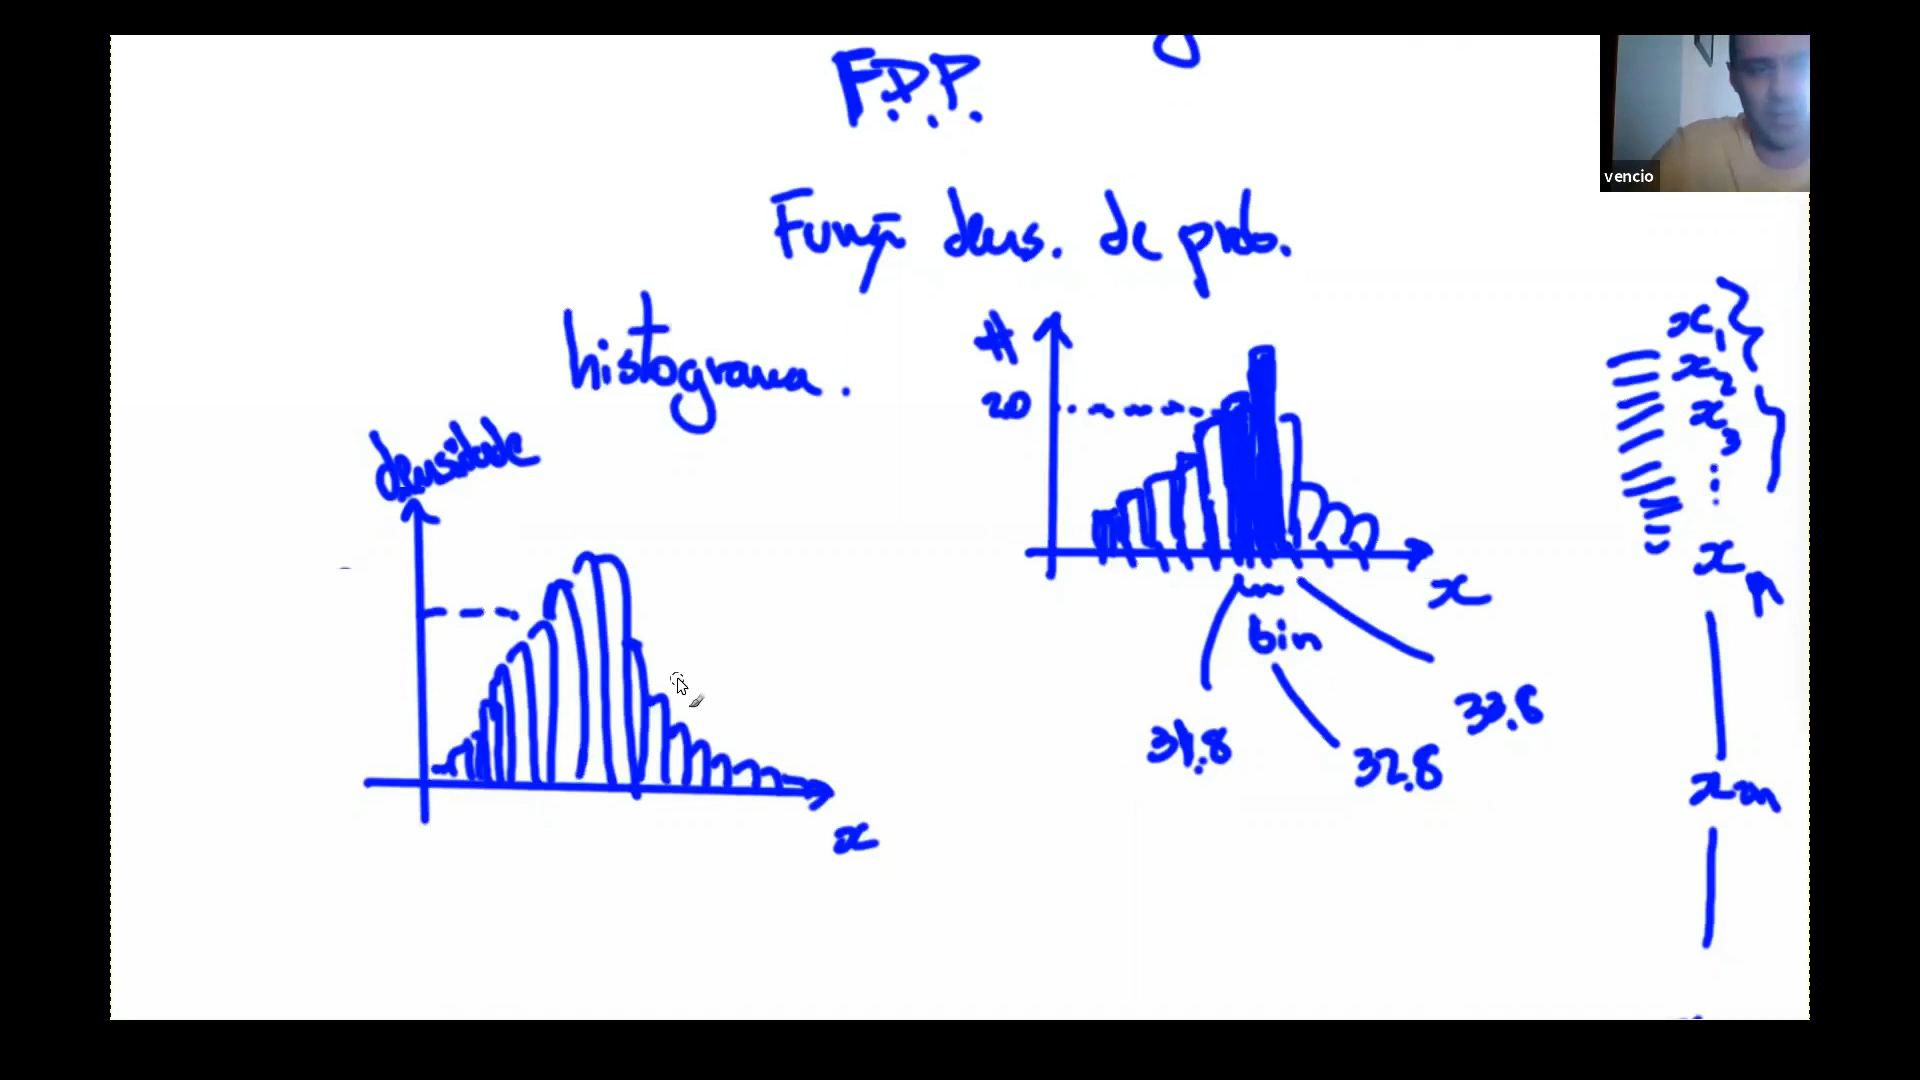 F.D.P.
vencio
Funçã dens. de prob.
histograma.
#
20
densidade
x
bin
31.8
32.8
33.8
x
x1
x2
x3
...
xn
xm